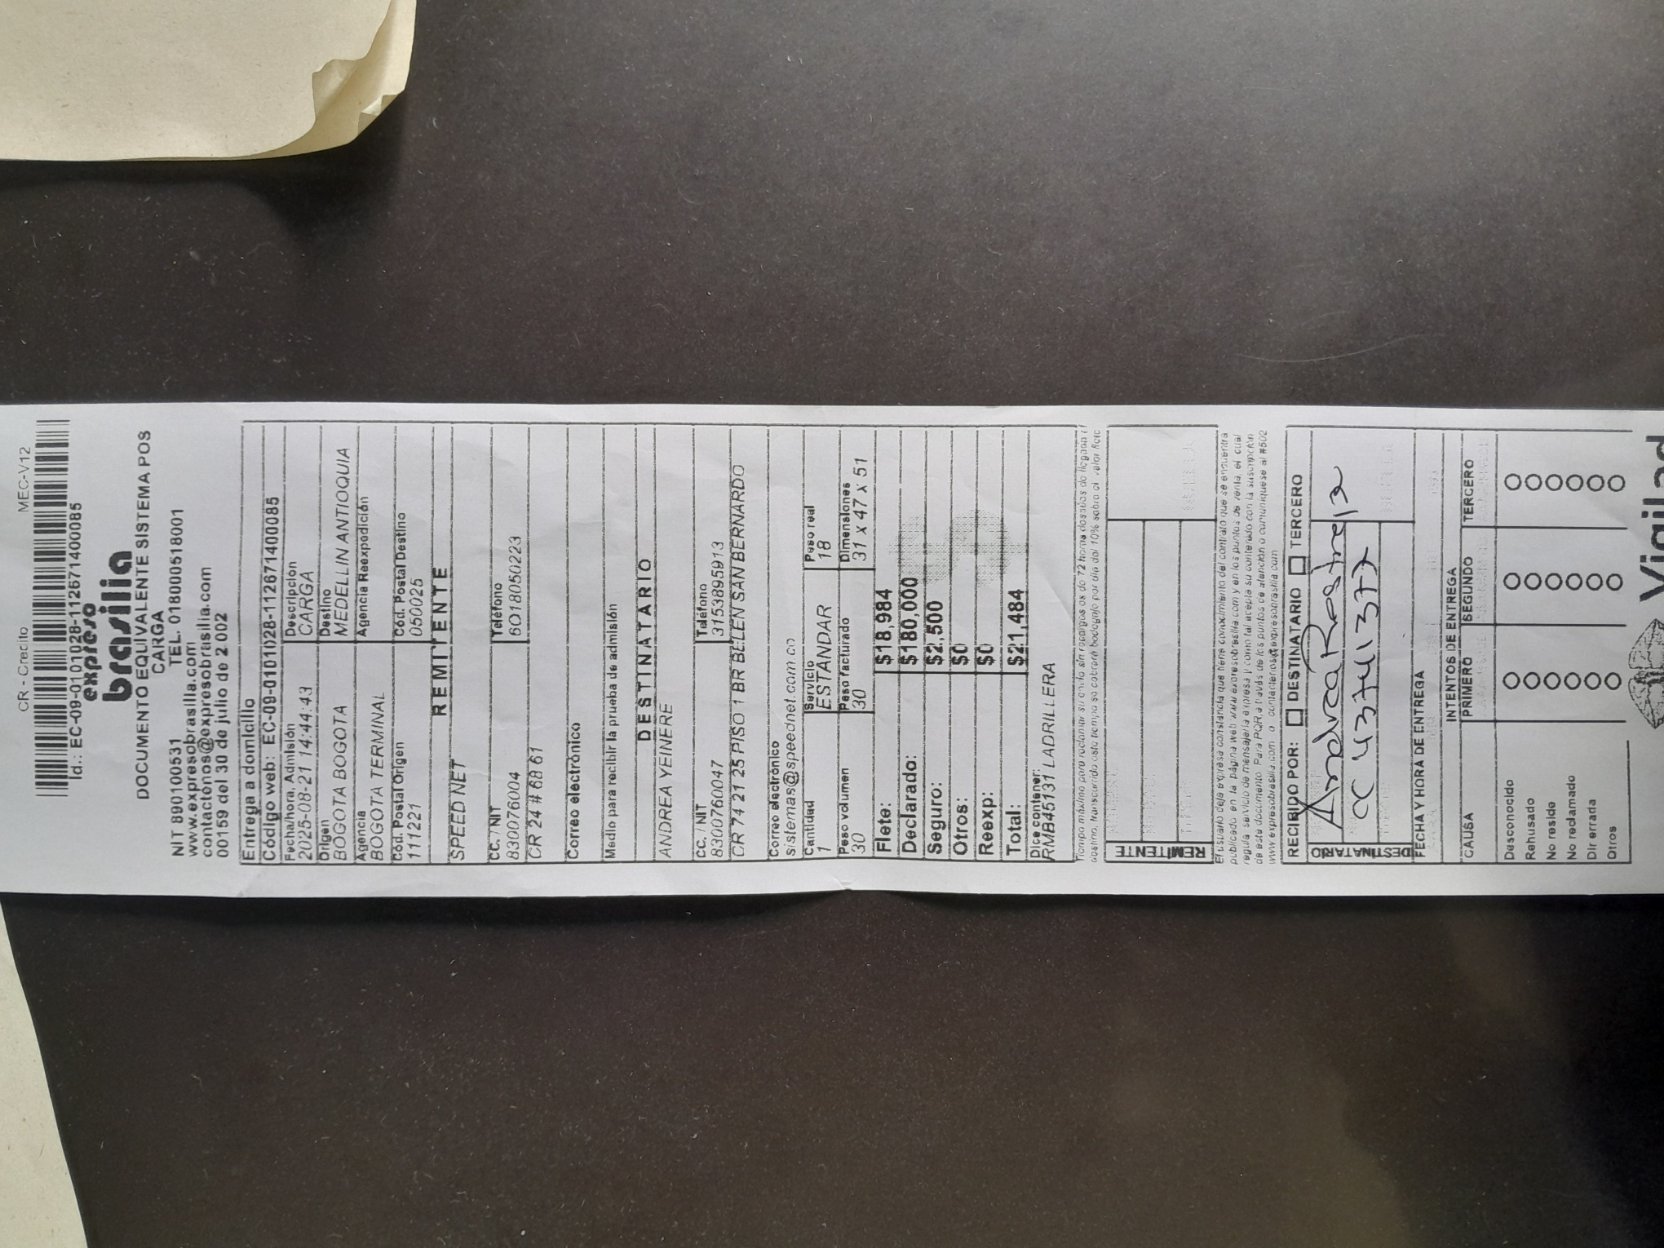 CR - Crecito MEC-V12
Id.: EC-09-0101028-112671400085
expreso
brasilia
DOCUMENTO EQUIVALENTE SISTEMA POS
CARGA
NIT 890100531 TEL. 018000518001
www.expresobrasilia.com
contactenos@expresobrasilia.com
00159 del 30 de julio de 2 002
Entrega a domicilio
Código web: EC-09-0101028-112671400085
Fecha/hora. Admisión Descripción
2025-08-21 14:44:43 CARGA
Origen Destino
BOGOTA BOGOTA MEDELLIN ANTIOQUIA
Agencia Agencia Reexpedición
BOGOTA TERMINAL
Cód. Postal Origen Cód. Postal Destino
111221 050025
REMITENTE
SPEED NET
CC. / NIT Teléfono
830076004 6018050223
CR 24 # 68 61
Correo electrónico
Medio para recibir la prueba de admisión
DESTINATARIO
ANDREA YEINERE
CC. / NIT Teléfono
8300760047 3153895913
CR 74 21 25 PISO 1 BR BELEN SAN BERNARDO
Correo electrónico
sistemas@speednet.com.co
Cantidad Servicio Peso real
1 ESTANDAR 18
Peso volumen Peso facturado Dimensiones
30 30 31 x 47 x 51
Flete: $18,984
Declarado: $180,000
Seguro: $2,500
Otros: $0
Reexp: $0
Total: $21,484
Dice contener:
RNB45131 LADRILLERA
REMITENTE
RECIBIDO POR: DESTINATARIO TERCERO
DESTINATARIO
Andrea Restrepo
CC 43741377
FECHA Y HORA DE ENTREGA
INTENTOS DE ENTREGA
CAUSA PRIMERO SEGUNDO TERCERO
Desconocido
Rehusado
No reside
No reclamado
Dir errada
Otros
Vigilad